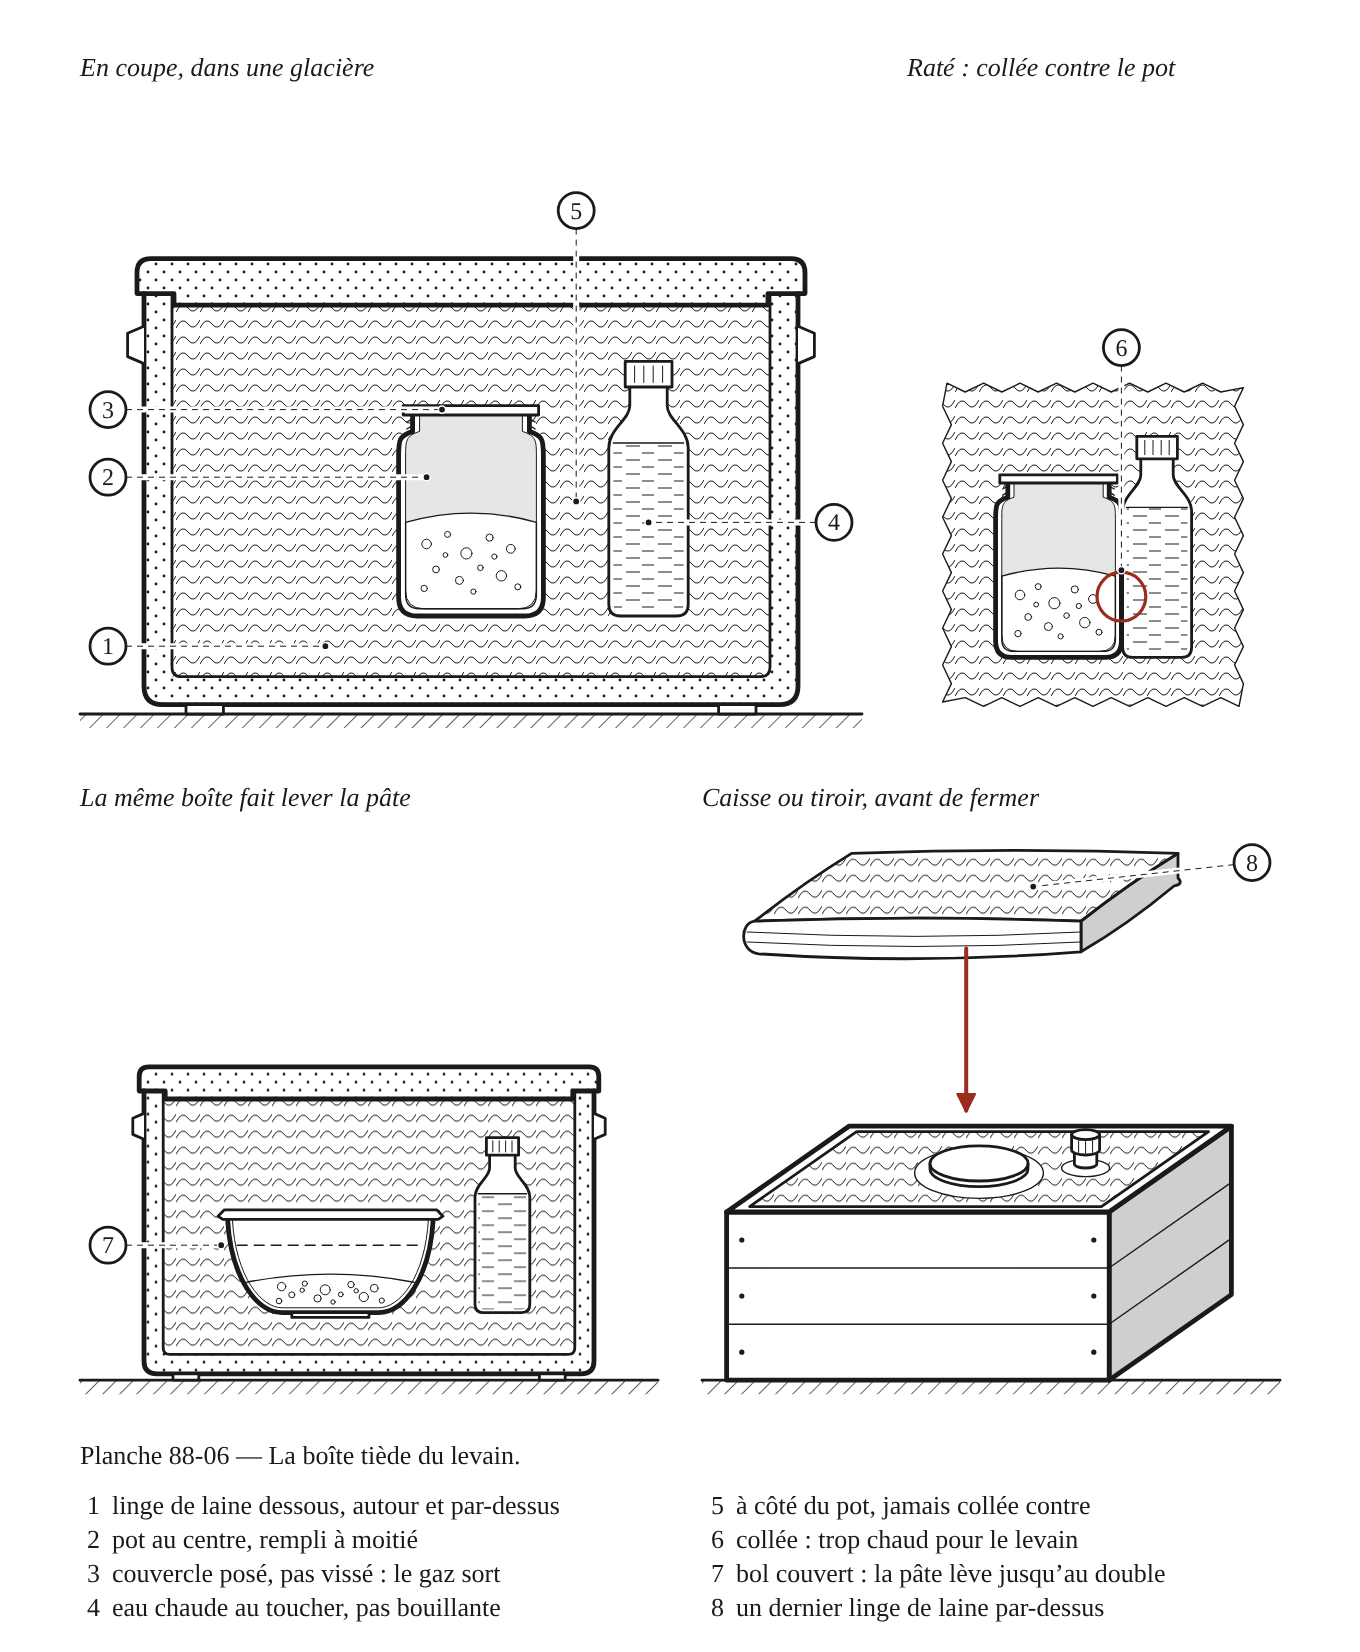 En coupe, dans une glacière
Raté : collée contre le pot
5
6
3
2
4
1
La même boîte fait lever la pâte
Caisse ou tiroir, avant de fermer
8
7
Planche 88-06 — La boîte tiède du levain.
1 linge de laine dessous, autour et par-dessus
2 pot au centre, rempli à moitié
3 couvercle posé, pas vissé : le gaz sort
4 eau chaude au toucher, pas bouillante
5 à côté du pot, jamais collée contre
6 collée : trop chaud pour le levain
7 bol couvert : la pâte lève jusqu’au double
8 un dernier linge de laine par-dessus